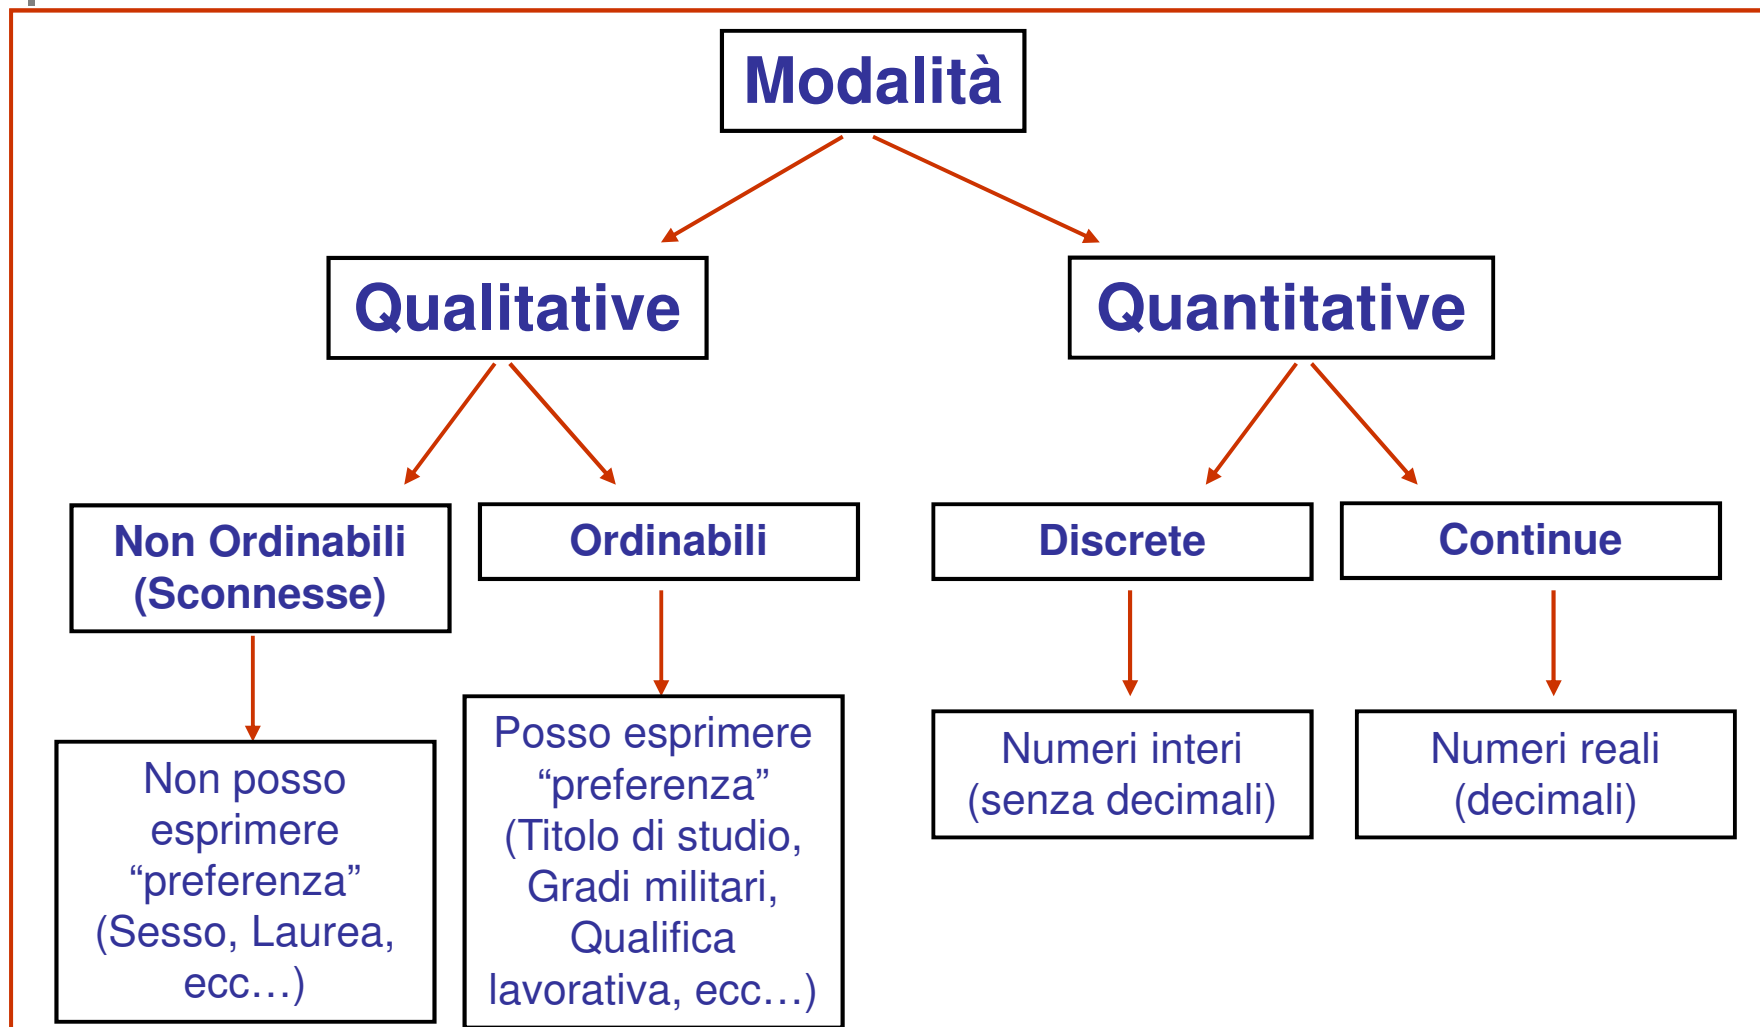 Modalità
Qualitative
Quantitative
Non Ordinabili
(Sconnesse)
Ordinabili
Discrete
Continue
Non posso
esprimere
“preferenza”
(Sesso, Laurea,
ecc…)
Posso esprimere
“preferenza”
(Titolo di studio,
Gradi militari,
Qualifica
lavorativa, ecc…)
Numeri interi
(senza decimali)
Numeri reali
(decimali)